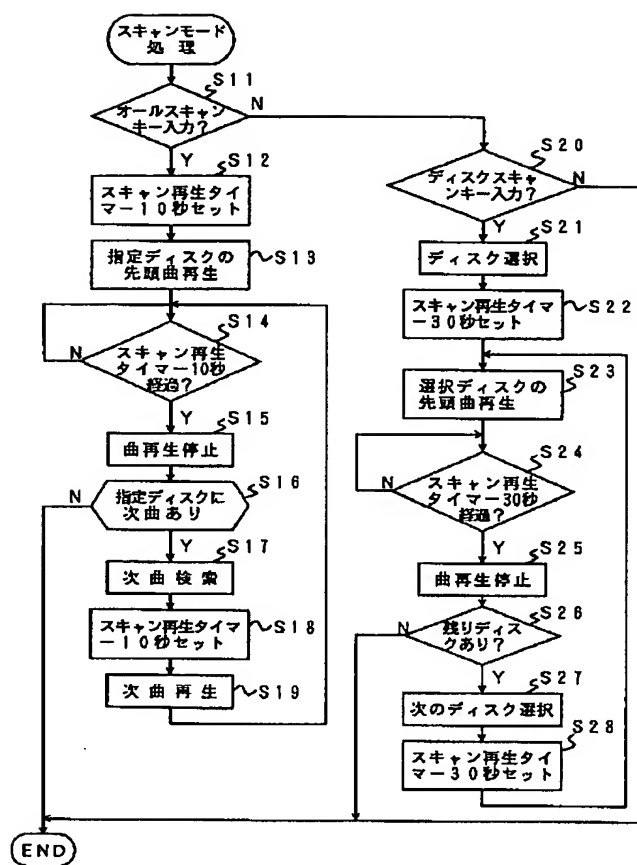 スキャンモード
処理
S11
オールスキャン
キー入力?
N
Y
S12
スキャン再生タイ
マー10秒セット
指定ディスクの
先頭曲再生
S13
S14
スキャン再生
タイマー10秒
経過?
N
Y
S15
曲再生停止
S16
指定ディスクに
次曲あり
N
Y
S17
次曲検索
スキャン再生タイマ
ー10秒セット
S18
次曲再生
S19
S20
ディスクスキャ
ンキー入力?
N
Y
S21
ディスク選択
スキャン再生タイマ
ー30秒セット
S22
S23
選択ディスクの
先頭曲再生
S24
スキャン再生
タイマー30秒
経過?
N
Y
S25
曲再生停止
S26
残りディス
クあり?
N
Y
S27
次のディスク選択
S28
スキャン再生タイ
マー30秒セット
END